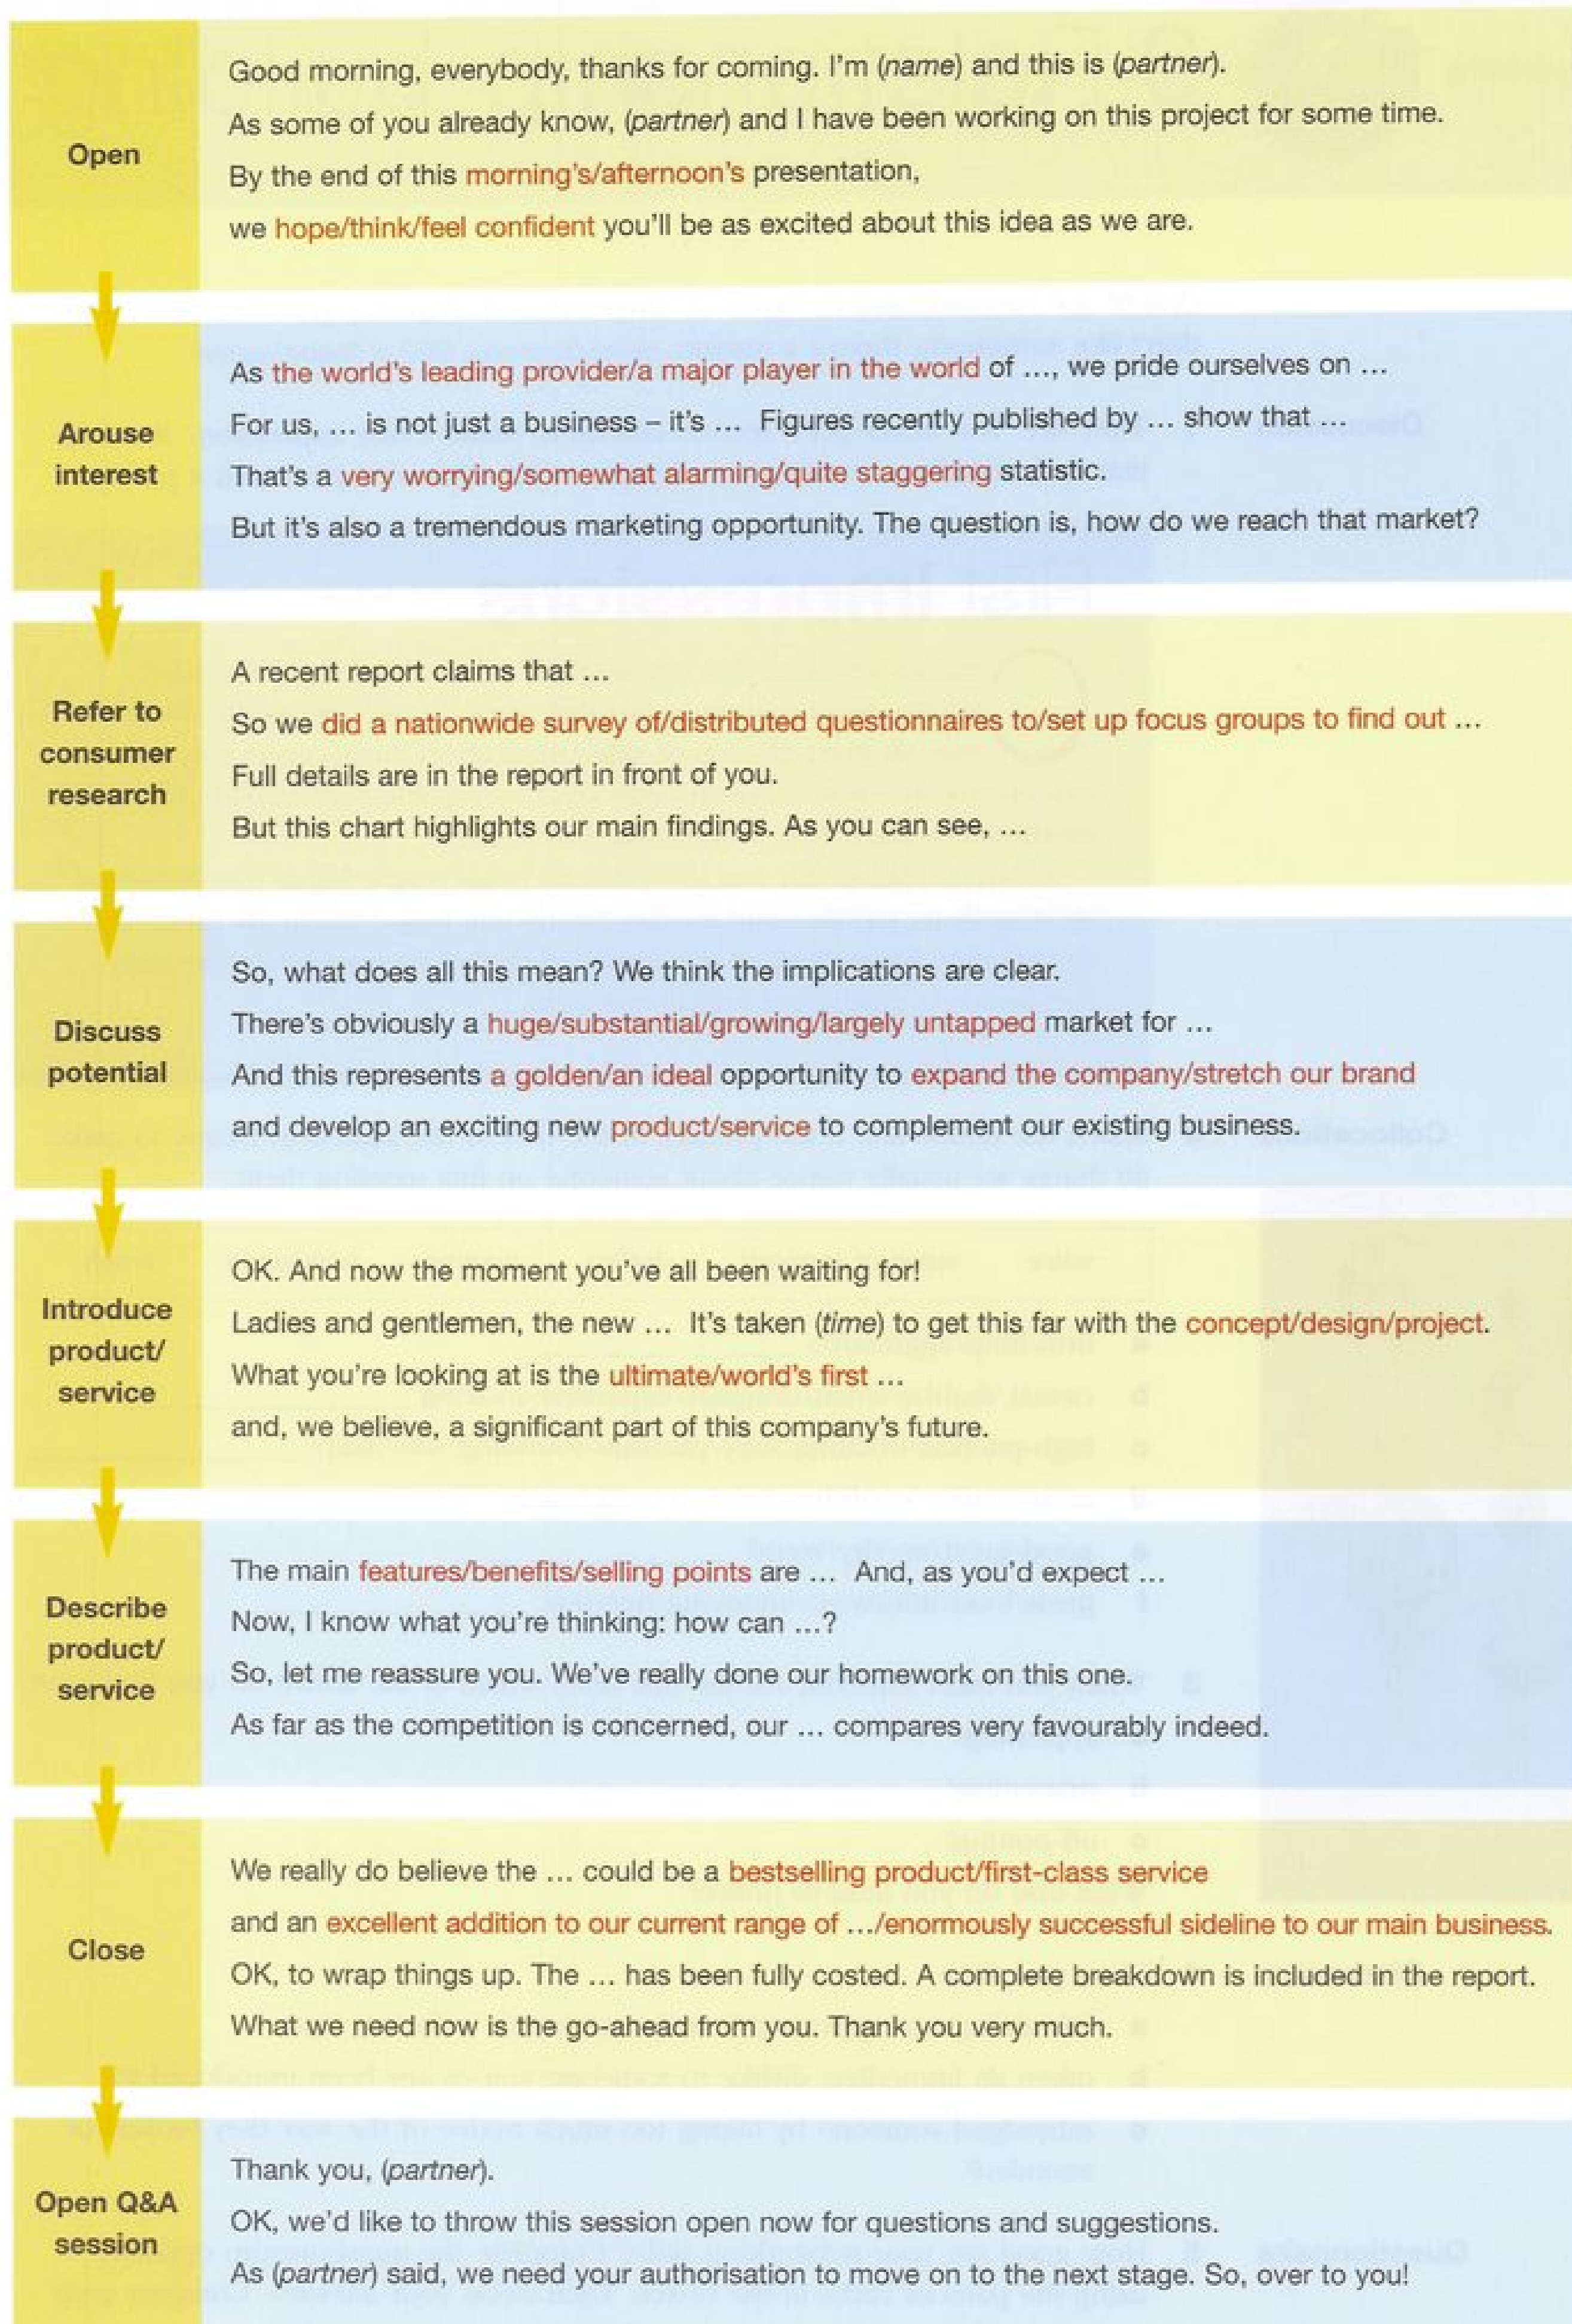 Open
Good morning, everybody, thanks for coming. I'm (name) and this is (partner).
As some of you already know, (partner) and I have been working on this project for some time.
By the end of this morning's/afternoon's presentation,
we hope/think/feel confident you'll be as excited about this idea as we are.
Arouse
interest
As the world's leading provider/a major player in the world of ..., we pride ourselves on ...
For us, ... is not just a business – it's ... Figures recently published by ... show that ...
That's a very worrying/somewhat alarming/quite staggering statistic.
But it's also a tremendous marketing opportunity. The question is, how do we reach that market?
Refer to
consumer
research
A recent report claims that ...
So we did a nationwide survey of/distributed questionnaires to/set up focus groups to find out ...
Full details are in the report in front of you.
But this chart highlights our main findings. As you can see, ...
Discuss
potential
So, what does all this mean? We think the implications are clear.
There's obviously a huge/substantial/growing/largely untapped market for ...
And this represents a golden/an ideal opportunity to expand the company/stretch our brand
and develop an exciting new product/service to complement our existing business.
Introduce
product/
service
OK. And now the moment you've all been waiting for!
Ladies and gentlemen, the new ... It's taken (time) to get this far with the concept/design/project.
What you're looking at is the ultimate/world's first ...
and, we believe, a significant part of this company's future.
Describe
product/
service
The main features/benefits/selling points are ... And, as you'd expect ...
Now, I know what you're thinking: how can ...?
So, let me reassure you. We've really done our homework on this one.
As far as the competition is concerned, our ... compares very favourably indeed.
Close
We really do believe the ... could be a bestselling product/first-class service
and an excellent addition to our current range of .../enormously successful sideline to our main business.
OK, to wrap things up. The ... has been fully costed. A complete breakdown is included in the report.
What we need now is the go-ahead from you. Thank you very much.
Open Q&A
session
Thank you, (partner).
OK, we'd like to throw this session open now for questions and suggestions.
As (partner) said, we need your authorisation to move on to the next stage. So, over to you!